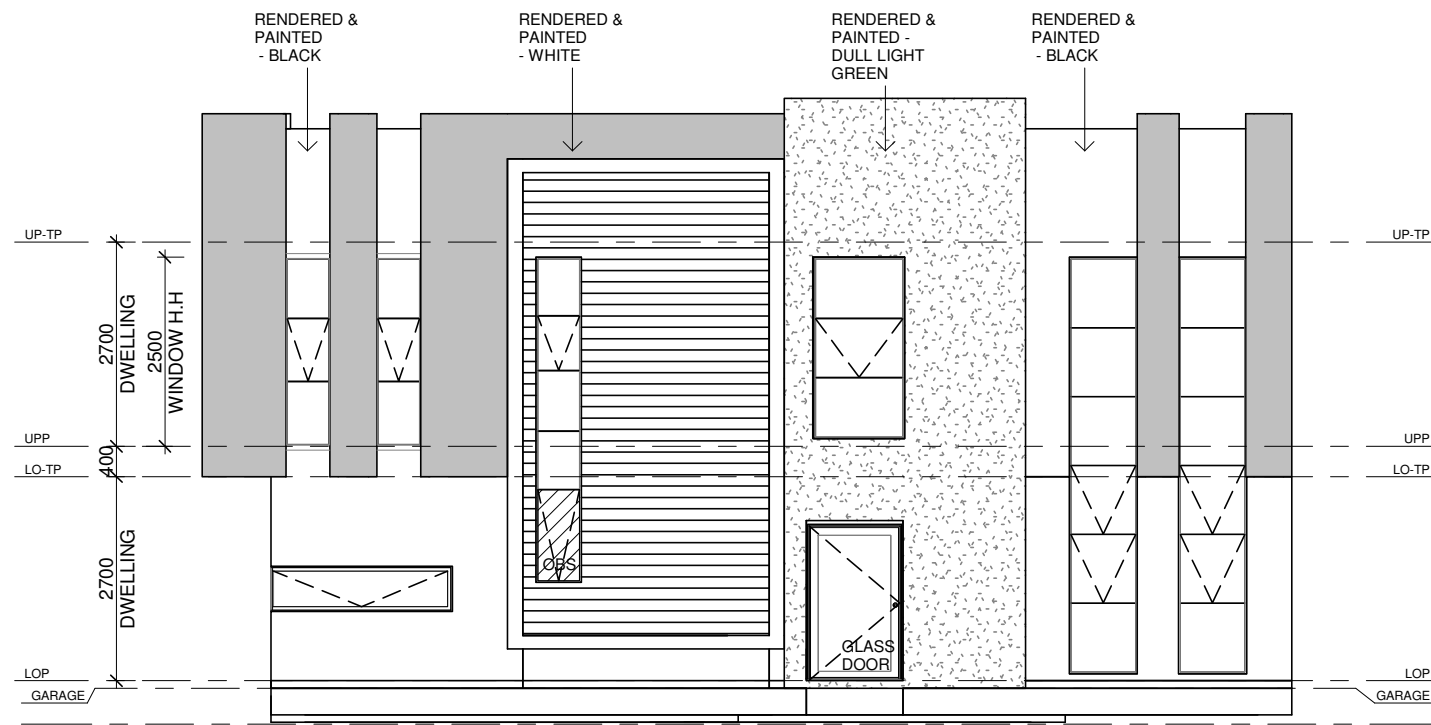 RENDERED &
PAINTED
- BLACK
RENDERED &
PAINTED
- WHITE
RENDERED &
PAINTED -
DULL LIGHT
GREEN
RENDERED &
PAINTED
- BLACK
UP-TP
UP-TP
2700
DWELLING
2500
WINDOW H.H
UPP
UPP
400
LO-TP
LO-TP
2700
DWELLING
OBS
GLASS
DOOR
LOP
LOP
GARAGE
GARAGE